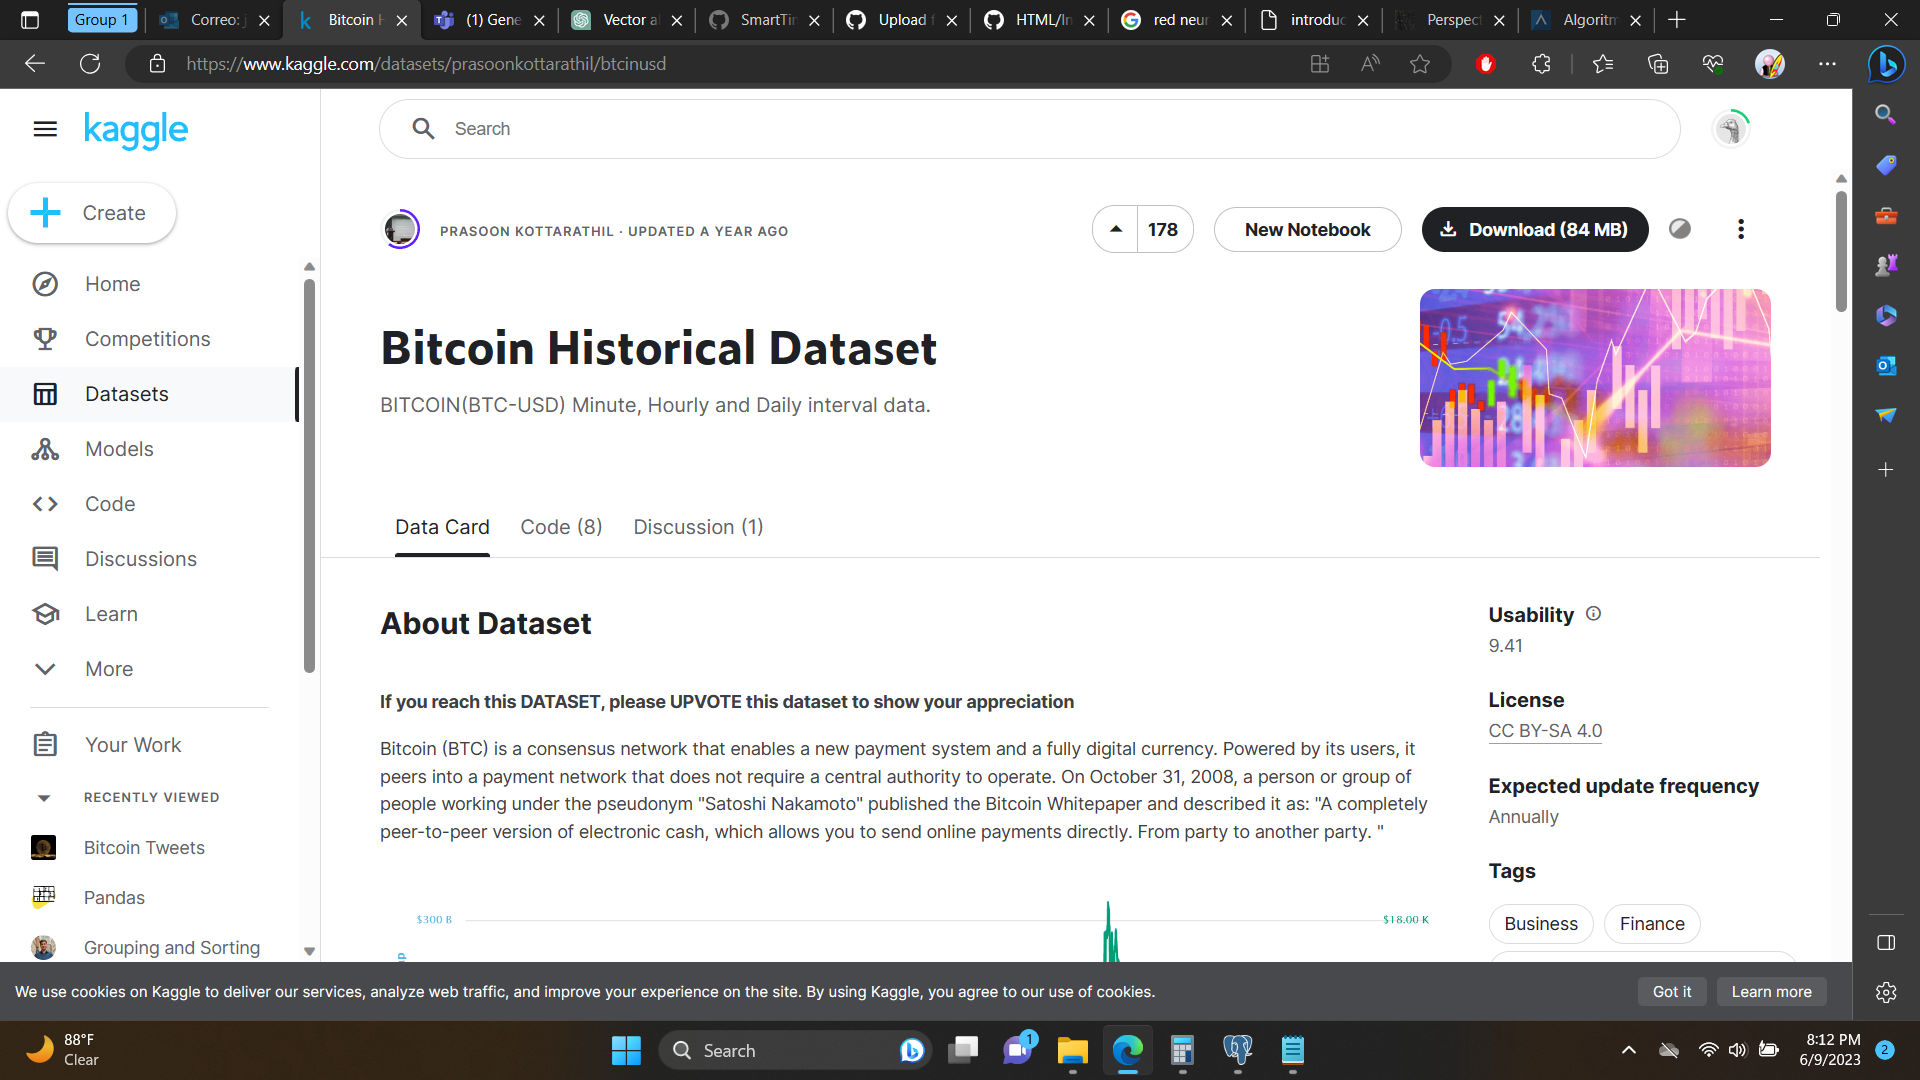 Group 1
Correo: j
Bitcoin H
(1) Gene
Vector al
SmartTin
Upload f
HTML/In
red neur
introduc
Perspect
Algoritm
https://www.kaggle.com/datasets/prasoonkottarathil/btcinusd
kaggle
Search
Create
Home
Competitions
Datasets
Models
Code
Discussions
Learn
More
Your Work
RECENTLY VIEWED
Bitcoin Tweets
Pandas
Grouping and Sorting
PRASOON KOTTARATHIL · UPDATED A YEAR AGO
178
New Notebook
Download (84 MB)
Bitcoin Historical Dataset
BITCOIN(BTC-USD) Minute, Hourly and Daily interval data.
Data Card
Code (8)
Discussion (1)
About Dataset
If you reach this DATASET, please UPVOTE this dataset to show your appreciation
Bitcoin (BTC) is a consensus network that enables a new payment system and a fully digital currency. Powered by its users, it
peers into a payment network that does not require a central authority to operate. On October 31, 2008, a person or group of
people working under the pseudonym "Satoshi Nakamoto" published the Bitcoin Whitepaper and described it as: "A completely
peer-to-peer version of electronic cash, which allows you to send online payments directly. From party to another party. "
$300 B
$18.00 K
Usability
9.41
License
CC BY-SA 4.0
Expected update frequency
Annually
Tags
Business
Finance
We use cookies on Kaggle to deliver our services, analyze web traffic, and improve your experience on the site. By using Kaggle, you agree to our use of cookies.
Got it
Learn more
88°F
Clear
Search
1
8:12 PM
6/9/2023
2